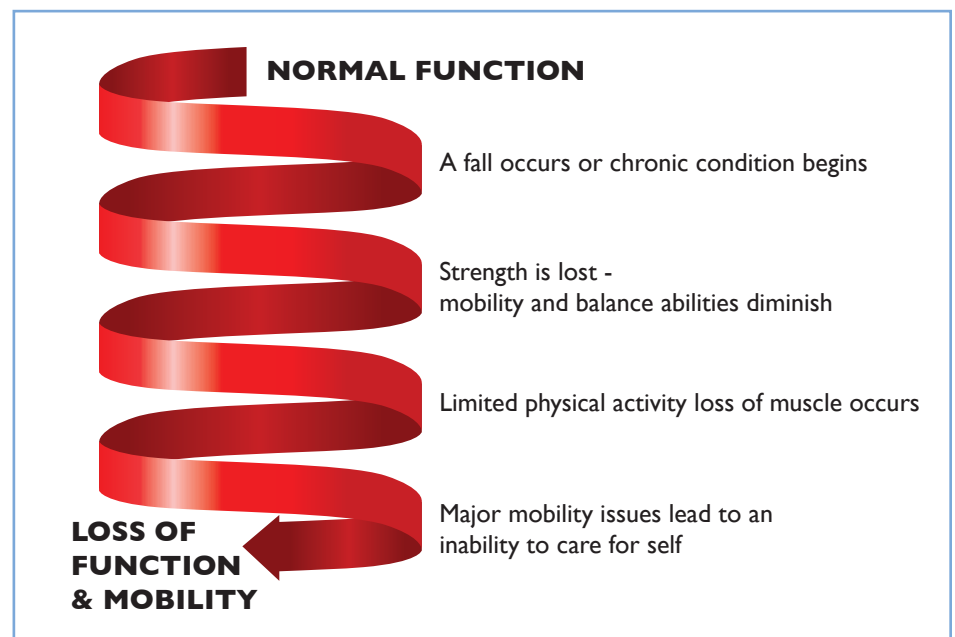 NORMAL FUNCTION
A fall occurs or chronic condition begins
Strength is lost -
mobility and balance abilities diminish
Limited physical activity loss of muscle occurs
Major mobility issues lead to an
inability to care for self
LOSS OF
FUNCTION
& MOBILITY